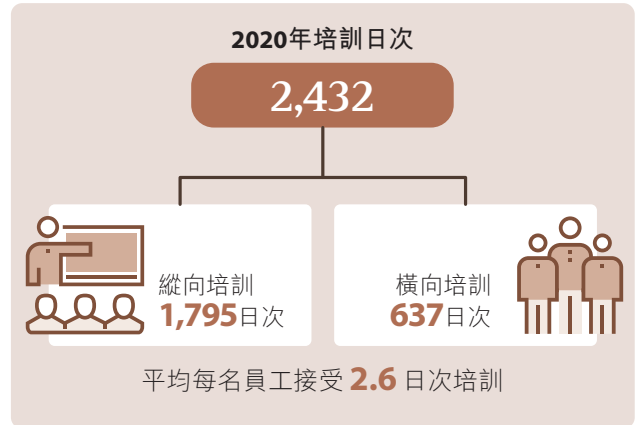 2020年培訓日次
2,432
縱向培訓
1,795日次
橫向培訓
637日次
平均每名員工接受 2.6 日次培訓